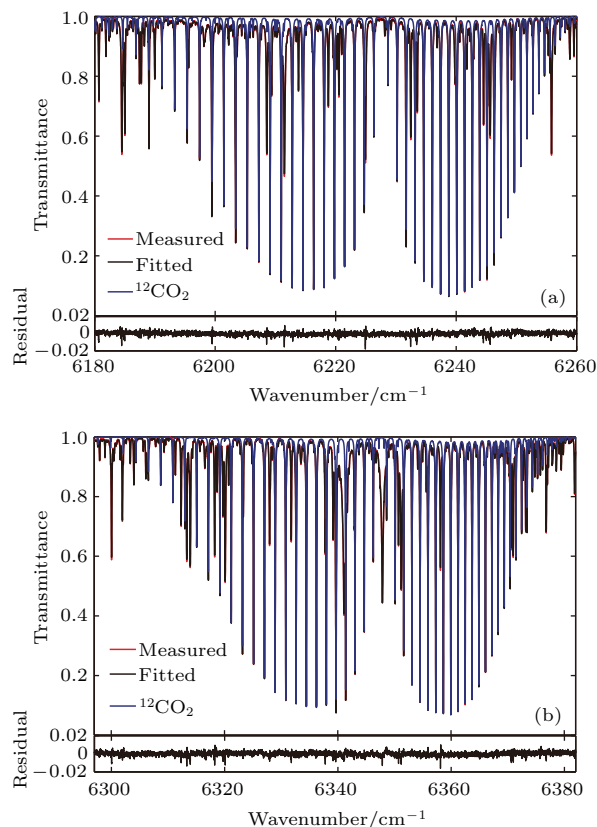 1.0
0.8
0.6
0.4
0.2
Transmittance
Measured
Fitted
¹²CO₂
(a)
0.02
0
−0.02
Residual
6180 6200 6220 6240 6260
Wavenumber/cm⁻¹
1.0
0.8
0.6
0.4
0.2
Transmittance
Measured
Fitted
¹²CO₂
(b)
0.02
0
−0.02
Residual
6300 6320 6340 6360 6380
Wavenumber/cm⁻¹